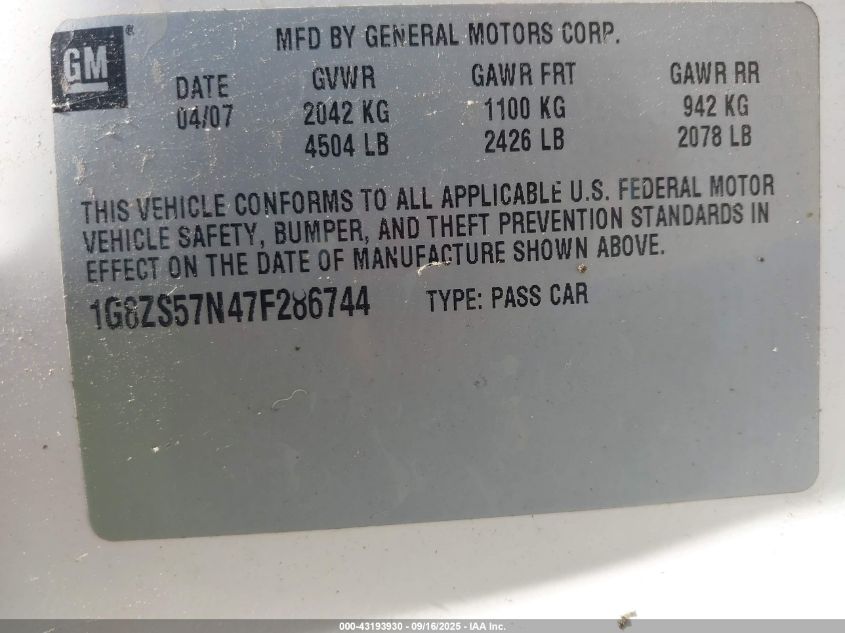 GM
MFD BY GENERAL MOTORS CORP.
DATE GVWR GAWR FRT GAWR RR
04/07 2042 KG 1100 KG 942 KG
4504 LB 2426 LB 2078 LB
THIS VEHICLE CONFORMS TO ALL APPLICABLE U.S. FEDERAL MOTOR
VEHICLE SAFETY, BUMPER, AND THEFT PREVENTION STANDARDS IN
EFFECT ON THE DATE OF MANUFACTURE SHOWN ABOVE.
1G8ZS57N47F286744 TYPE: PASS CAR
000-43193930 - 09/16/2025 - IAA Inc.